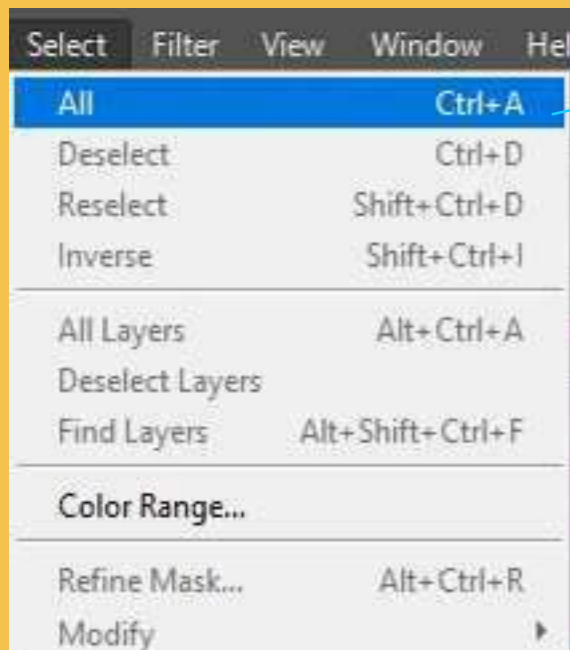 Select Filter View Window Hel
All Ctrl+A
Deselect Ctrl+D
Reselect Shift+Ctrl+D
Inverse Shift+Ctrl+I
All Layers Alt+Ctrl+A
Deselect Layers
Find Layers Alt+Shift+Ctrl+F
Color Range...
Refine Mask... Alt+Ctrl+R
Modify